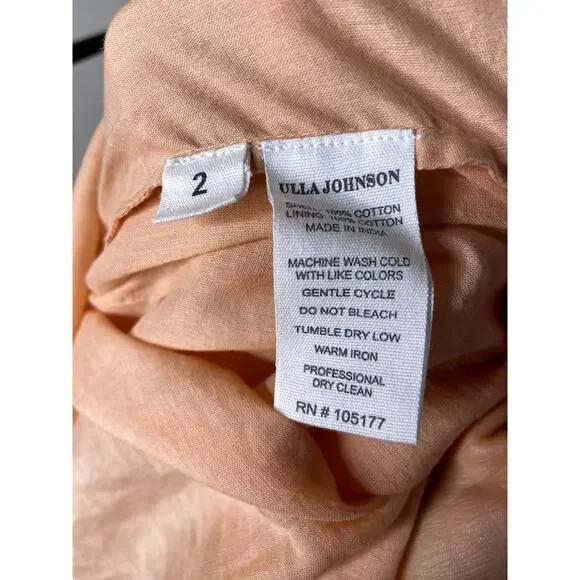 2
ULLA JOHNSON
SHELL: 100% COTTON
LINING: 100% COTTON
MADE IN INDIA
MACHINE WASH COLD
WITH LIKE COLORS
GENTLE CYCLE
DO NOT BLEACH
TUMBLE DRY LOW
WARM IRON
PROFESSIONAL
DRY CLEAN
RN # 105177